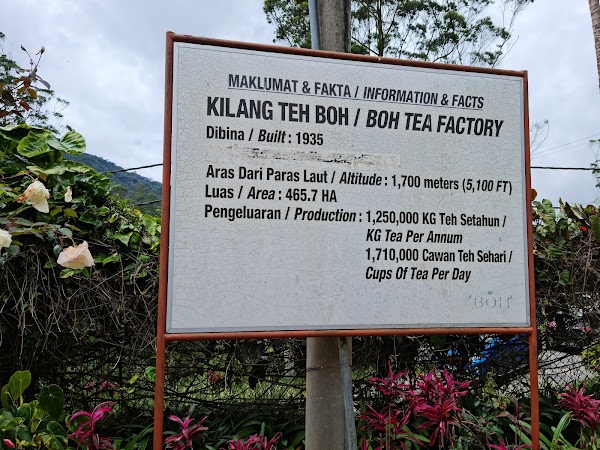 MAKLUMAT & FAKTA / INFORMATION & FACTS
KILANG TEH BOH / BOH TEA FACTORY
Dibina / Built : 1935
Aras Dari Paras Laut / Altitude : 1,700 meters (5,100 FT)
Luas / Area : 465.7 HA
Pengeluaran / Production : 1,250,000 KG Teh Setahun /
KG Tea Per Annum
1,710,000 Cawan Teh Sehari /
Cups Of Tea Per Day
BOH